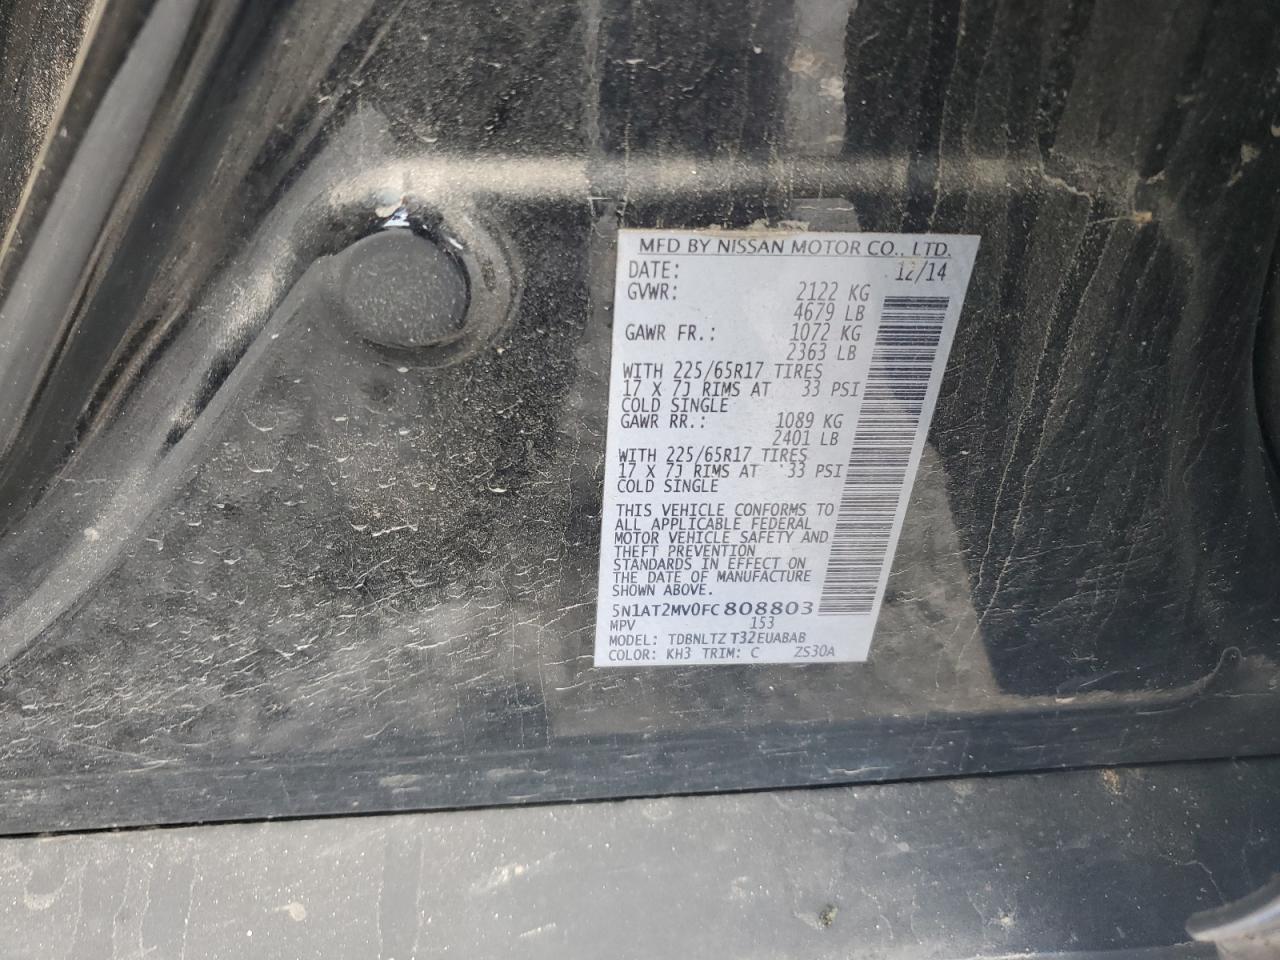 MFD BY NISSAN MOTOR CO., LTD.
DATE: 12/14
GVWR: 2122 KG
4679 LB
GAWR FR.: 1072 KG
2363 LB
WITH 225/65R17 TIRES
17 X 7J RIMS AT 33 PSI
COLD SINGLE
GAWR RR.: 1089 KG
2401 LB
WITH 225/65R17 TIRES
17 X 7J RIMS AT 33 PSI
COLD SINGLE
THIS VEHICLE CONFORMS TO
ALL APPLICABLE FEDERAL
MOTOR VEHICLE SAFETY AND
THEFT PREVENTION
STANDARDS IN EFFECT ON
THE DATE OF MANUFACTURE
SHOWN ABOVE.
5N1AT2MV0FC808803
MPV 153
MODEL: TDBNLTZ T32EUABAB
COLOR: KH3 TRIM: C ZS30A